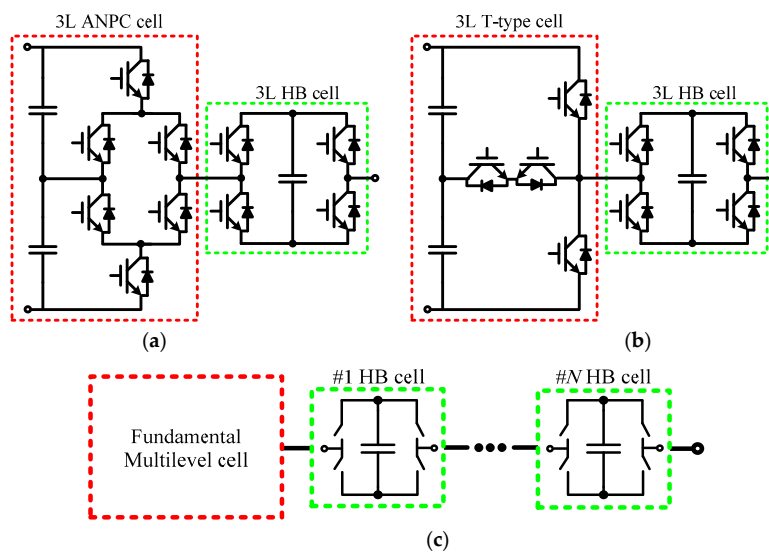 3L ANPC cell
3L T-type cell
3L HB cell
3L HB cell
(a)
(b)
#1 HB cell
#N HB cell
Fundamental
Multilevel cell
(c)